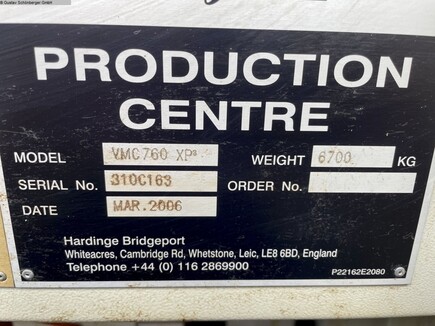 © Gustav Schönberger GmbH
PRODUCTION
CENTRE
MODEL VMC760 XP³ WEIGHT 6700 KG
SERIAL No. 310C163 ORDER No.
DATE MAR.2006
Hardinge Bridgeport
Whiteacres, Cambridge Rd, Whetstone, Leic, LE8 6BD, England
Telephone +44 (0) 116 2869900 P22162E2080